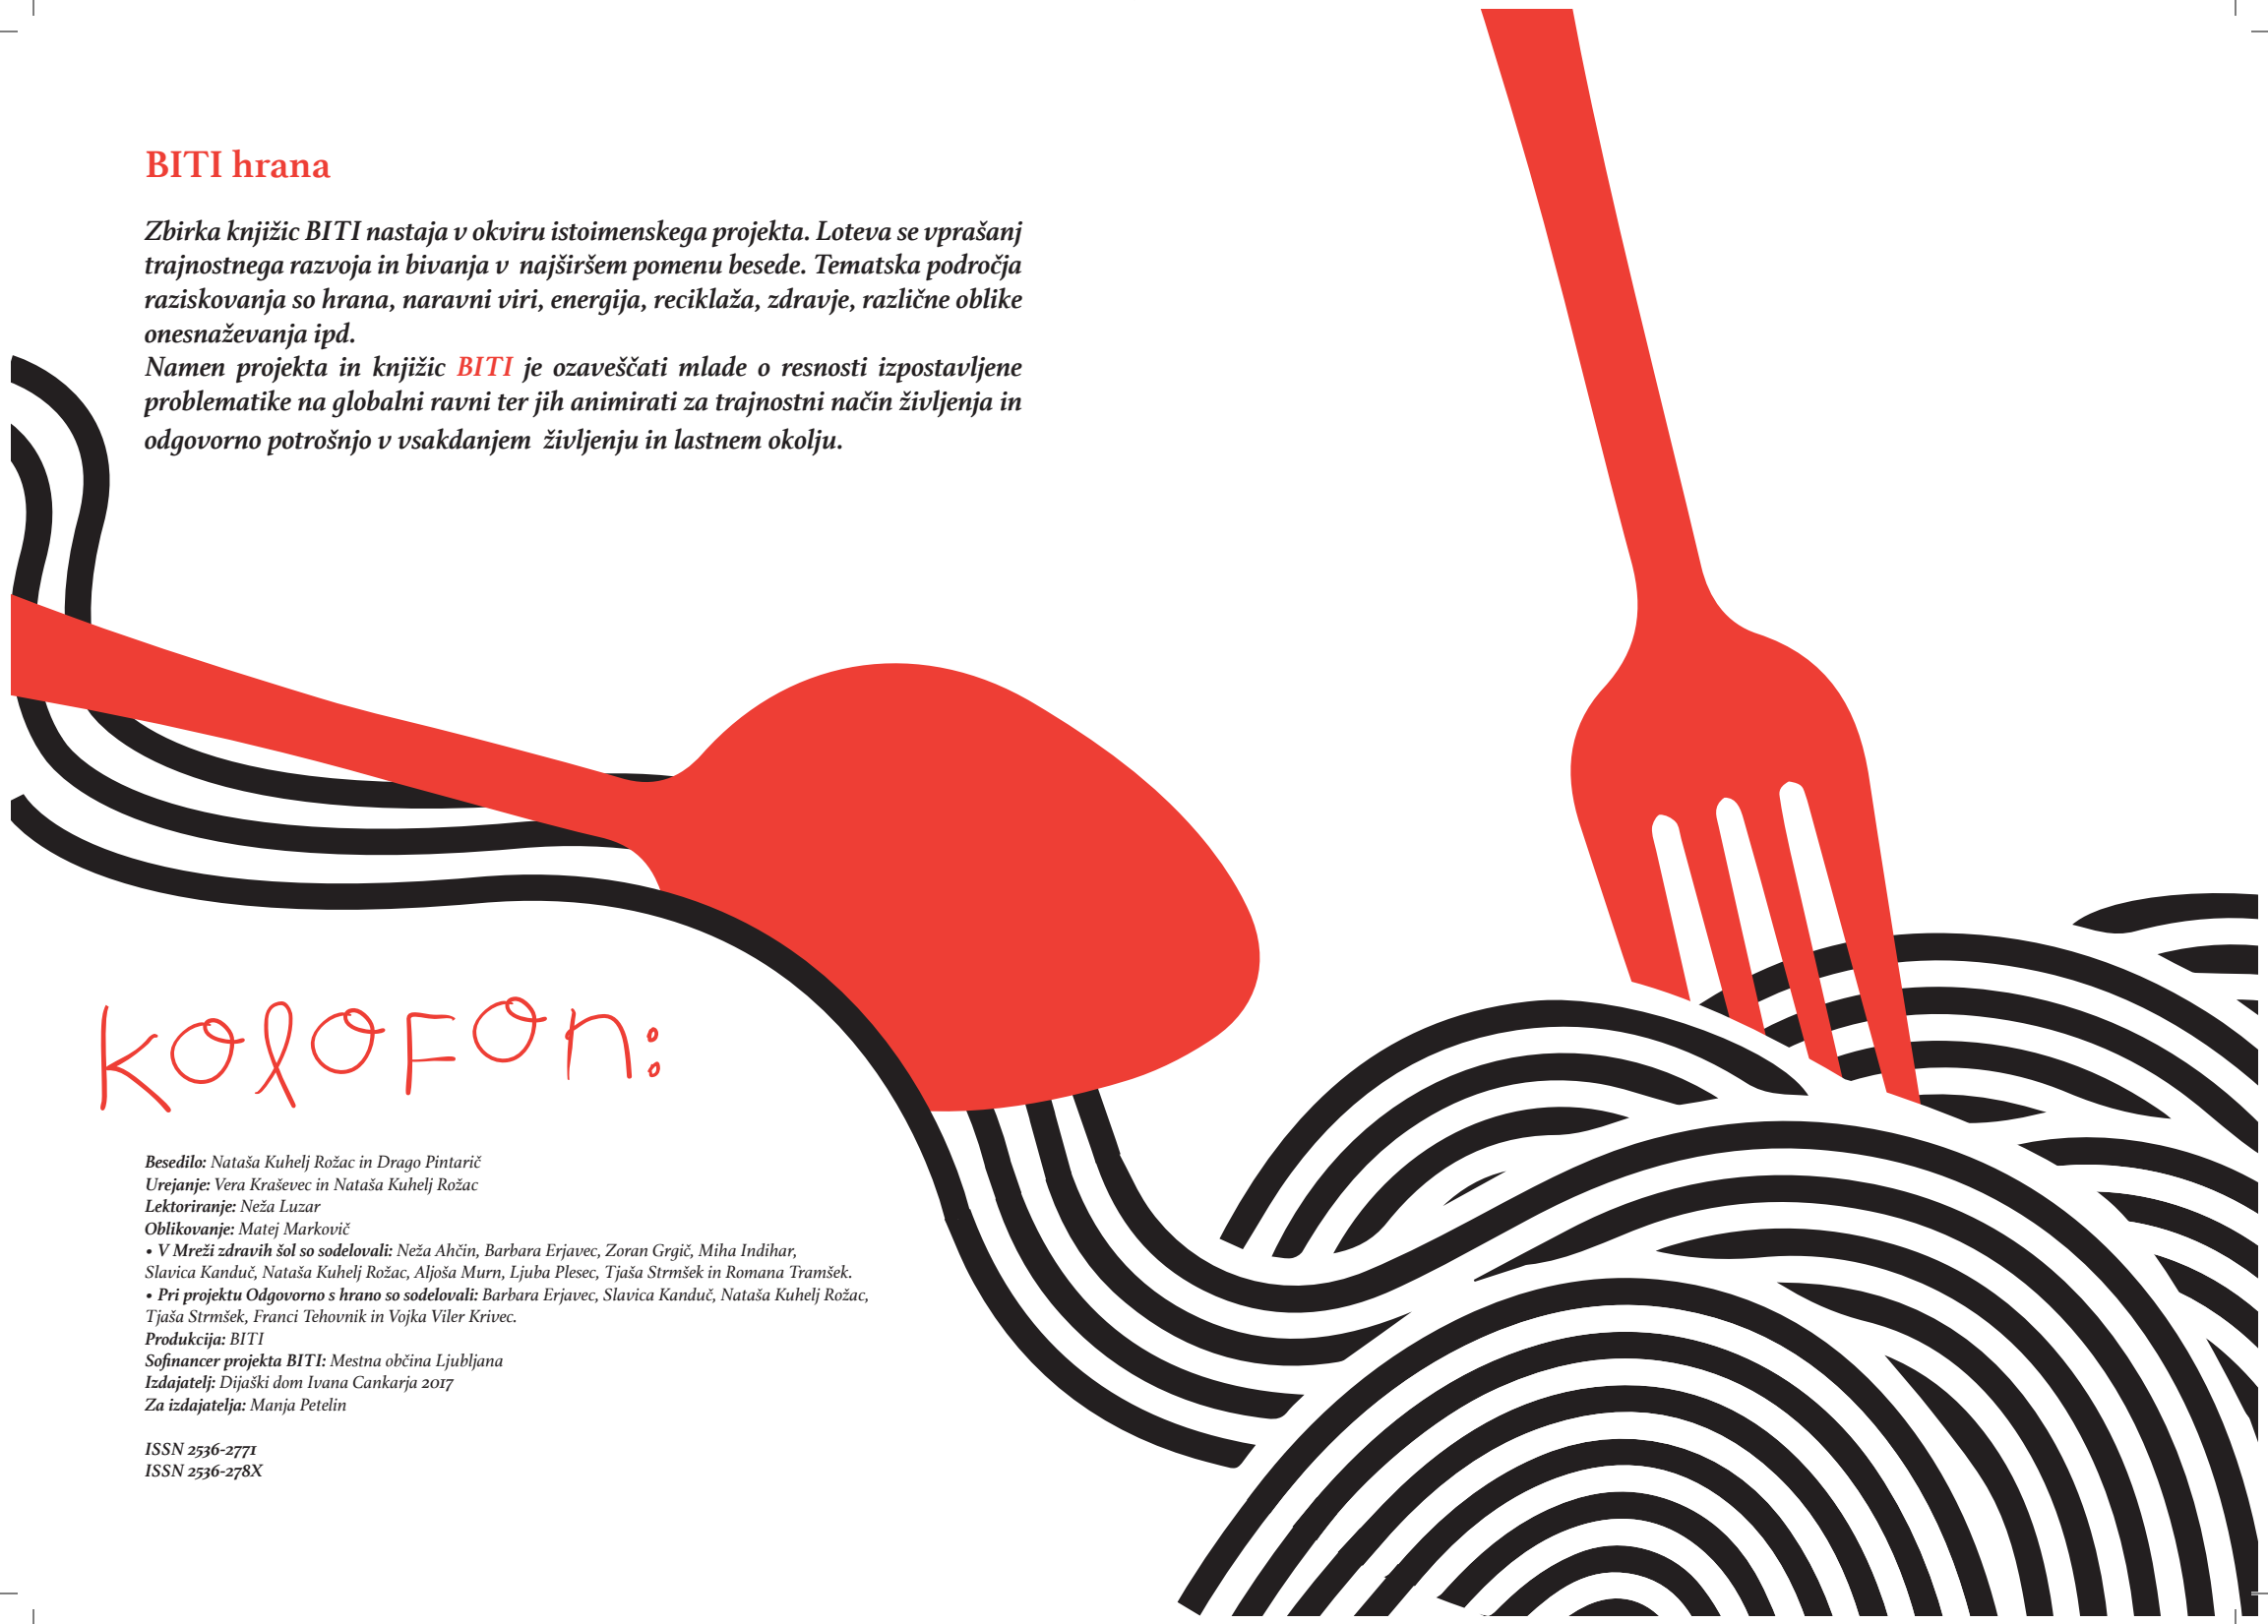 BITI hrana
Zbirka knjižic BITI nastaja v okviru istoimenskega projekta. Loteva se vprašanj
trajnostnega razvoja in bivanja v najširšem pomenu besede. Tematska področja
raziskovanja so hrana, naravni viri, energija, reciklaža, zdravje, različne oblike
onesnaževanja ipd.
Namen projekta in knjižic BITI je ozaveščati mlade o resnosti izpostavljene
problematike na globalni ravni ter jih animirati za trajnostni način življenja in
odgovorno potrošnjo v vsakdanjem življenju in lastnem okolju.
Kolofon:
Besedilo: Nataša Kuhelj Rožac in Drago Pintarič
Urejanje: Vera Kraševec in Nataša Kuhelj Rožac
Lektoriranje: Neža Luzar
Oblikovanje: Matej Markovič
• V Mreži zdravih šol so sodelovali: Neža Ahčin, Barbara Erjavec, Zoran Grgič, Miha Indihar,
Slavica Kanduč, Nataša Kuhelj Rožac, Aljoša Murn, Ljuba Plesec, Tjaša Strmšek in Romana Tramšek.
• Pri projektu Odgovorno s hrano so sodelovali: Barbara Erjavec, Slavica Kanduč, Nataša Kuhelj Rožac,
Tjaša Strmšek, Franci Tehovnik in Vojka Viler Krivec.
Produkcija: BITI
Sofinancer projekta BITI: Mestna občina Ljubljana
Izdajatelj: Dijaški dom Ivana Cankarja 2017
Za izdajatelja: Manja Petelin
ISSN 2536-2771
ISSN 2536-278X